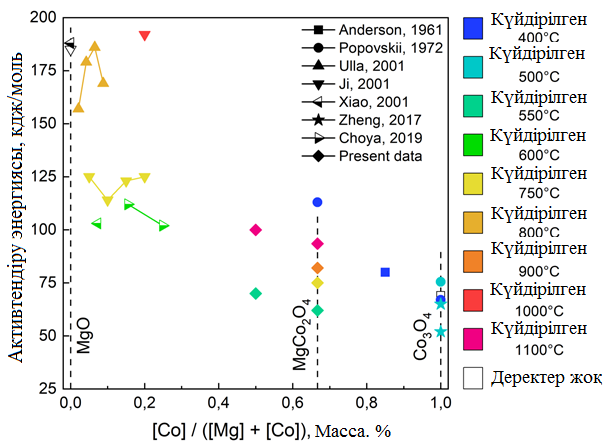 Активтендіру энергиясы, кдж/моль
200
175
150
125
100
75
50
25
0,0
0,2
0,4
0,6
0,8
1,0
[Co] / ([Mg] + [Co]), Масса. %
MgO
MgCo2O4
Co3O4
Anderson, 1961
Popovskii, 1972
Ulla, 2001
Ji, 2001
Xiao, 2001
Zheng, 2017
Choya, 2019
Present data
Күйдірілген
400°C
Күйдірілген
500°C
Күйдірілген
550°C
Күйдірілген
600°C
Күйдірілген
750°C
Күйдірілген
800°C
Күйдірілген
900°C
Күйдірілген
1000°C
Күйдірілген
1100°C
Деректер жоқ